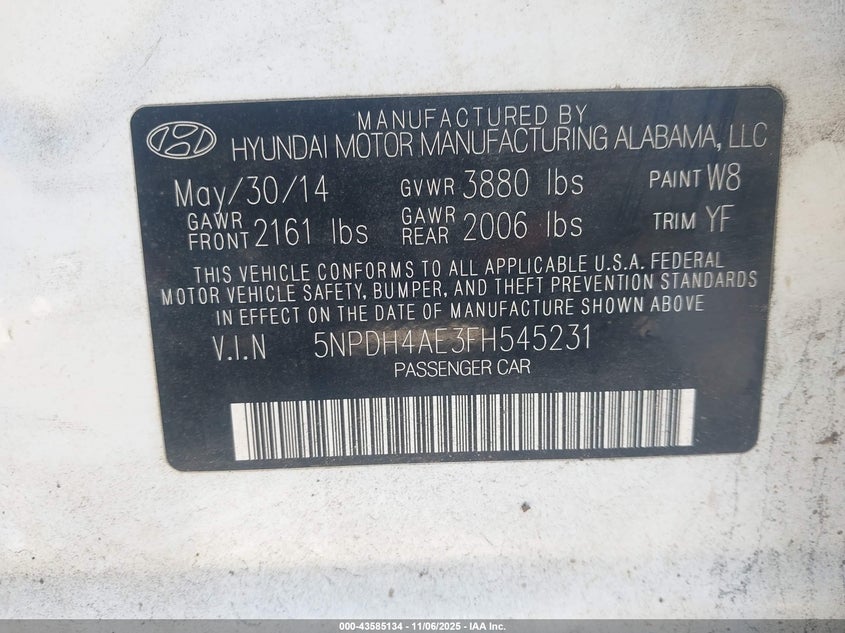 MANUFACTURED BY
HYUNDAI MOTOR MANUFACTURING ALABAMA, LLC
May/30/14 GVWR 3880 lbs PAINT W8
GAWR FRONT 2161 lbs GAWR REAR 2006 lbs TRIM YF
THIS VEHICLE CONFORMS TO ALL APPLICABLE U.S.A. FEDERAL
MOTOR VEHICLE SAFETY, BUMPER, AND THEFT PREVENTION STANDARDS
IN EFFECT ON THE DATE OF MANUFACTURE SHOWN ABOVE
V.I.N 5NPDH4AE3FH545231
PASSENGER CAR
000-43585134 - 11/06/2025 - IAA Inc.